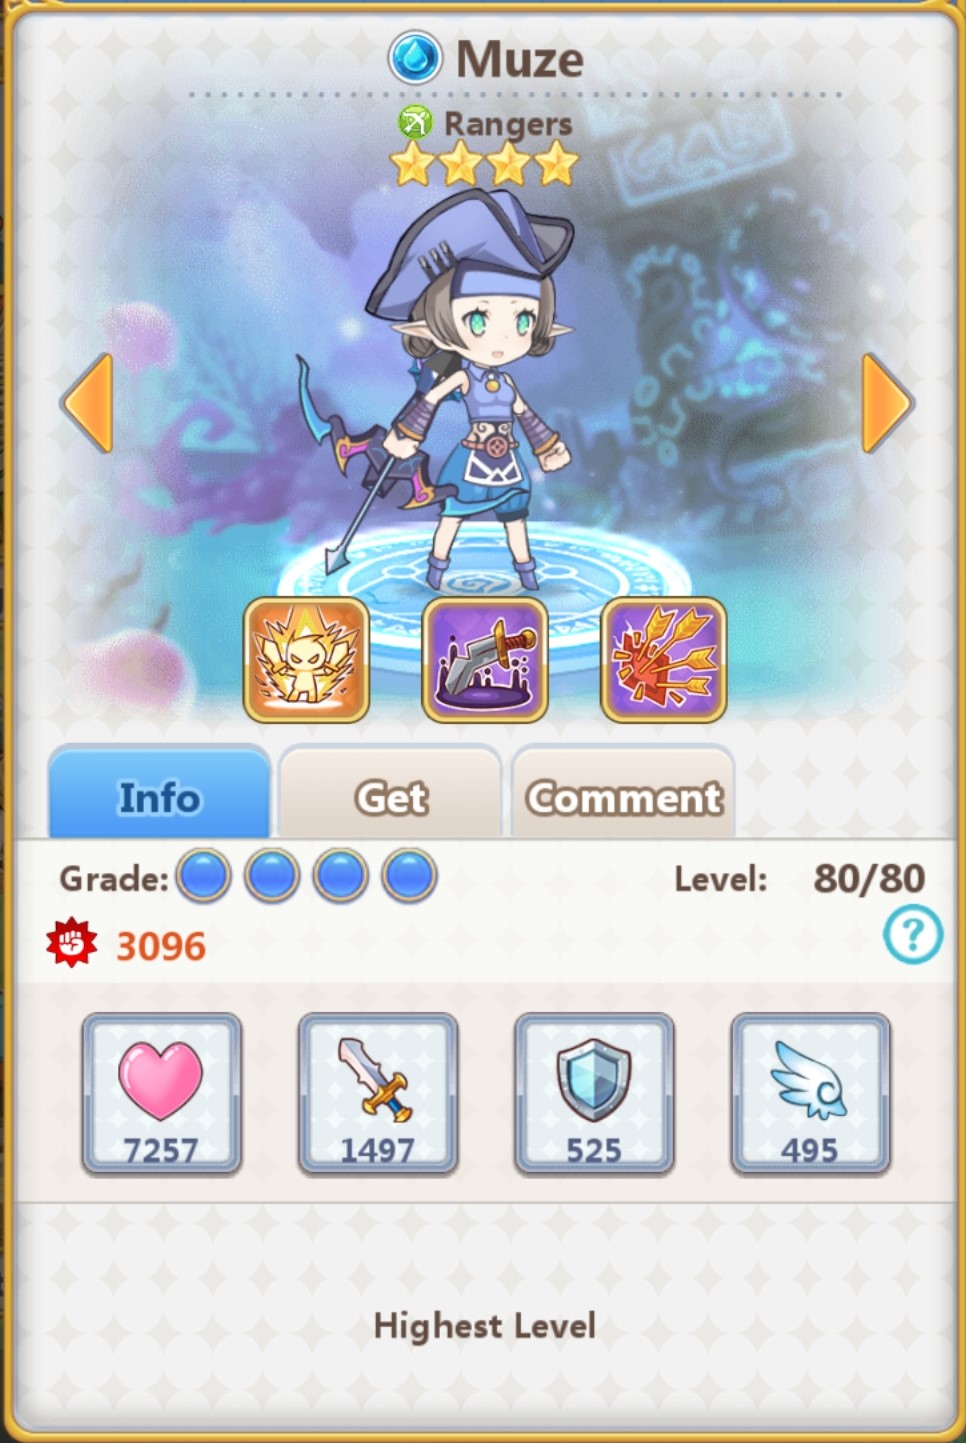 Muze
Rangers
Info
Get
Comment
Grade:
Level: 80/80
3096
?
7257
1497
525
495
Highest Level